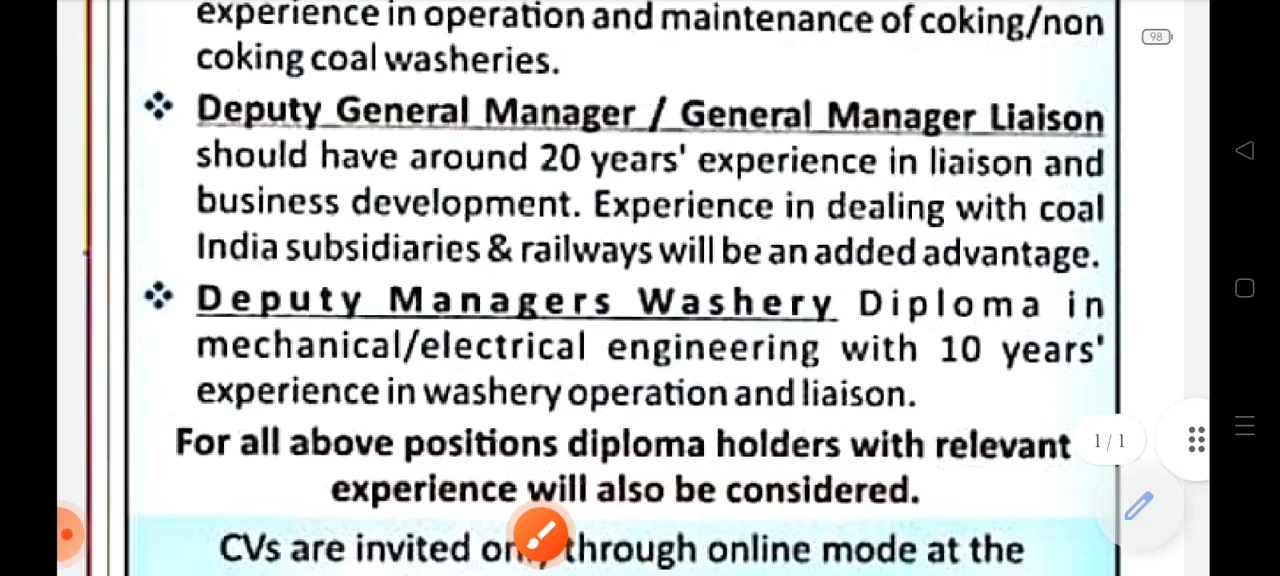 98
experience in operation and maintenance of coking/non
coking coal washeries.
Deputy General Manager / General Manager Liaison
should have around 20 years' experience in liaison and
business development. Experience in dealing with coal
India subsidiaries & railways will be an added advantage.
Deputy Managers Washery Diploma in
mechanical/electrical engineering with 10 years'
experience in washery operation and liaison.
For all above positions diploma holders with relevant
1 / 1
experience will also be considered.
CVs are invited through online mode at the